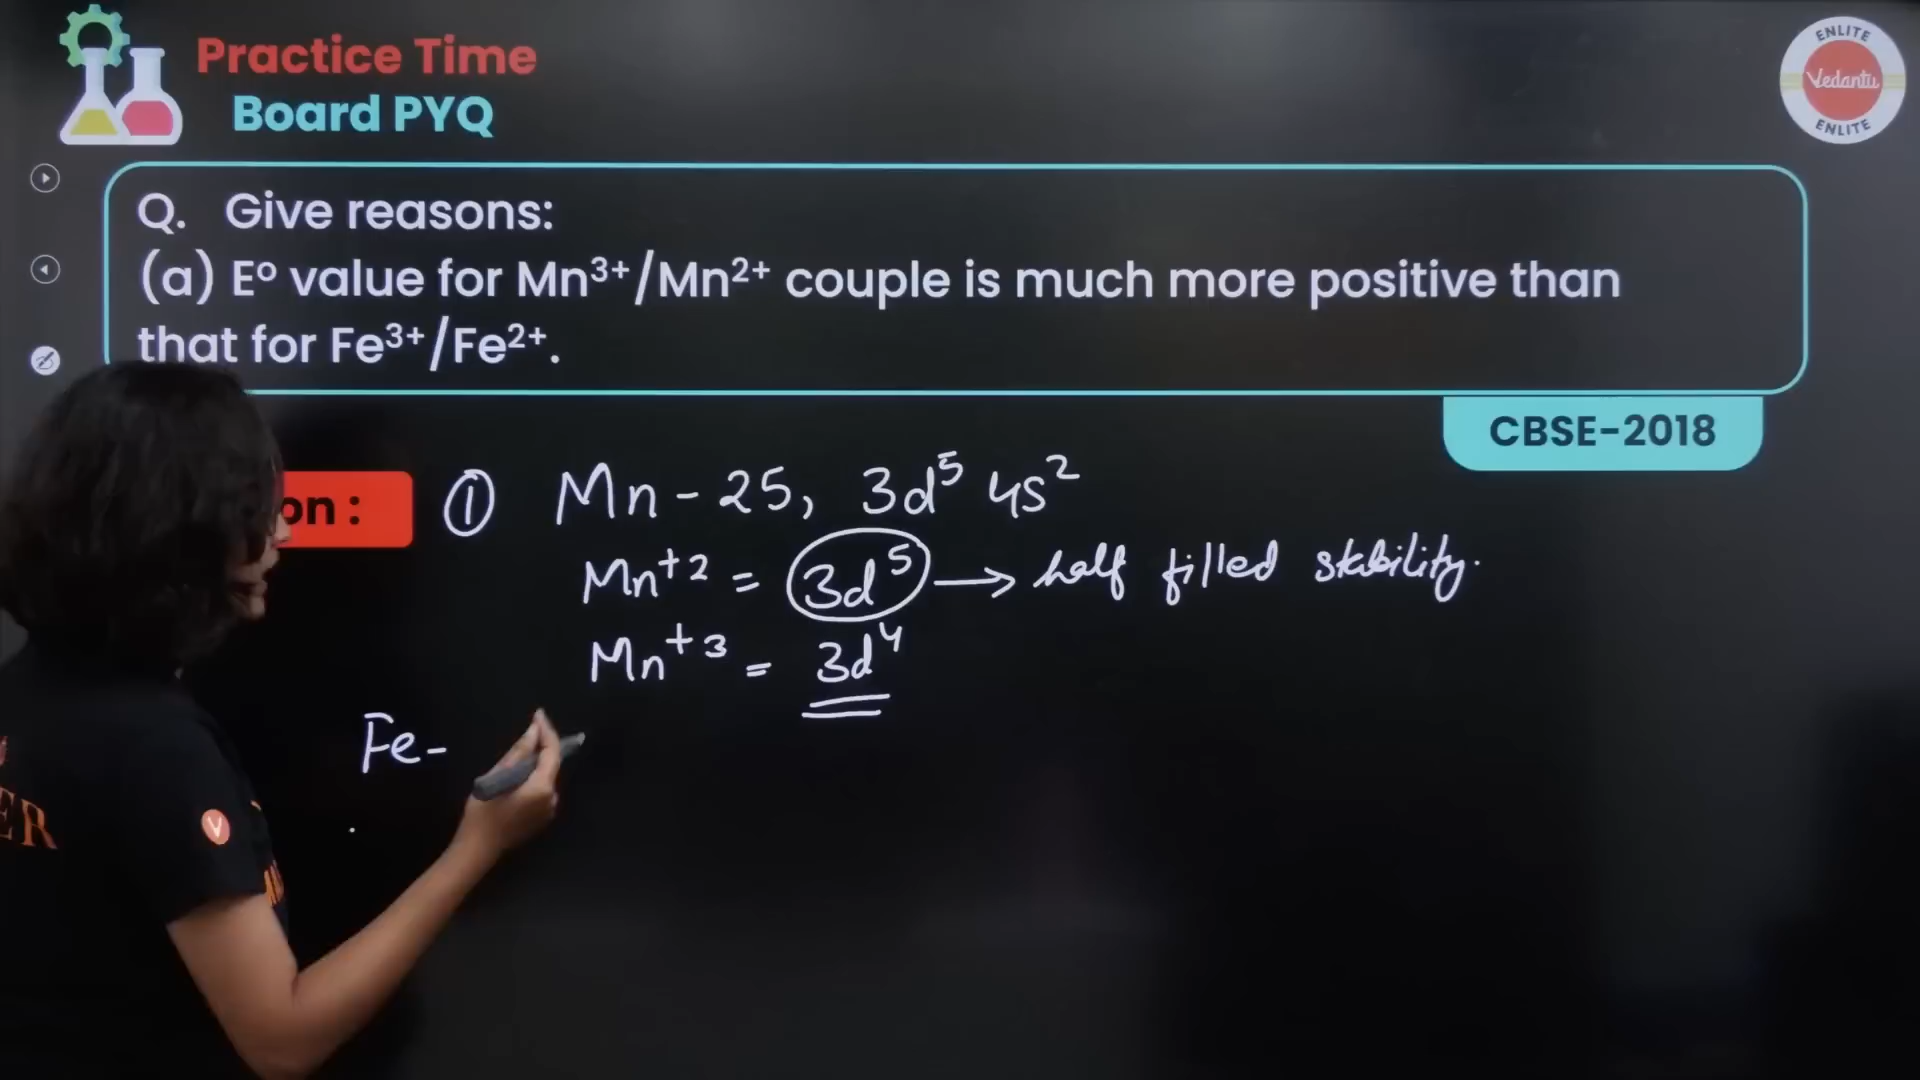 Practice Time
Board PYQ
ENLITE
Vedantu
ENLITE
Q. Give reasons:
(a) Eº value for Mn³⁺/Mn²⁺ couple is much more positive than
that for Fe³⁺/Fe²⁺.
CBSE-2018
on :
① Mn - 25, 3d⁵ 4s²
Mn⁺² = 3d⁵ → half filled stability.
Mn⁺³ = 3d⁴
Fe -
V
ER